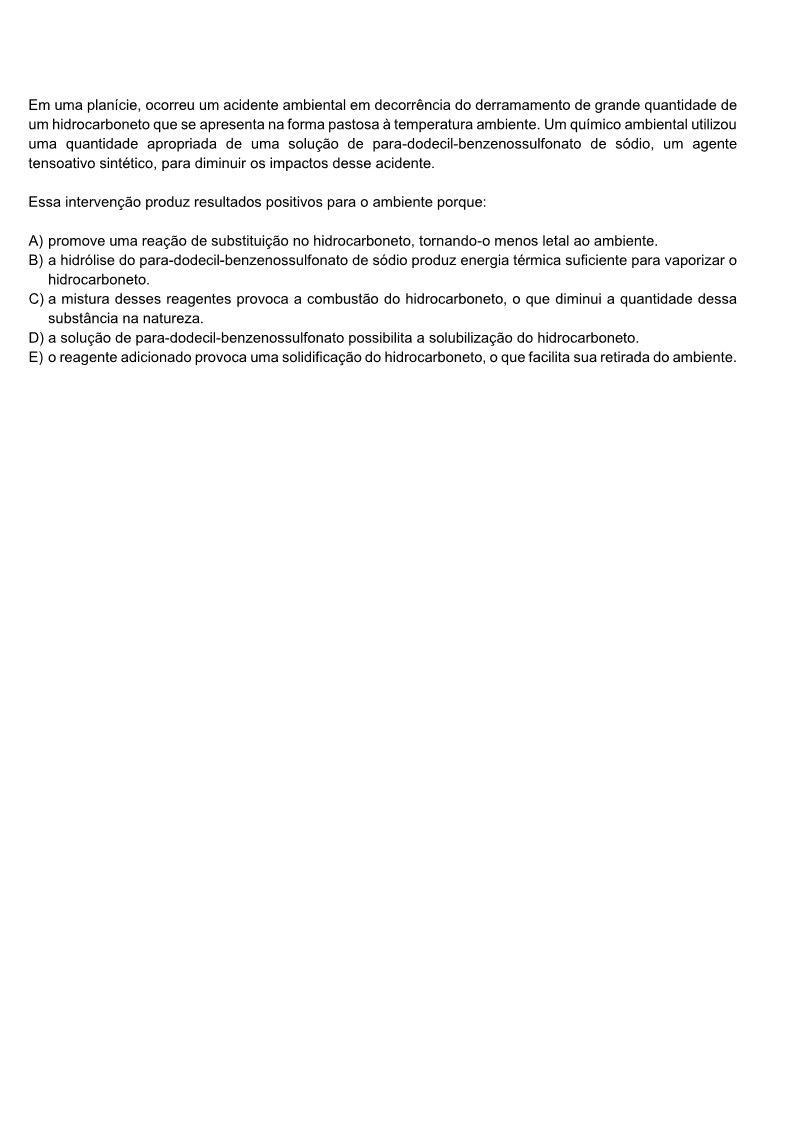 Em uma planície, ocorreu um acidente ambiental em decorrência do derramamento de grande quantidade de
um hidrocarboneto que se apresenta na forma pastosa à temperatura ambiente. Um químico ambiental utilizou
uma quantidade apropriada de uma solução de para-dodecil-benzenossulfonato de sódio, um agente
tensoativo sintético, para diminuir os impactos desse acidente.
Essa intervenção produz resultados positivos para o ambiente porque:
A) promove uma reação de substituição no hidrocarboneto, tornando-o menos letal ao ambiente.
B) a hidrólise do para-dodecil-benzenossulfonato de sódio produz energia térmica suficiente para vaporizar o
hidrocarboneto.
C) a mistura desses reagentes provoca a combustão do hidrocarboneto, o que diminui a quantidade dessa
substância na natureza.
D) a solução de para-dodecil-benzenossulfonato possibilita a solubilização do hidrocarboneto.
E) o reagente adicionado provoca uma solidificação do hidrocarboneto, o que facilita sua retirada do ambiente.